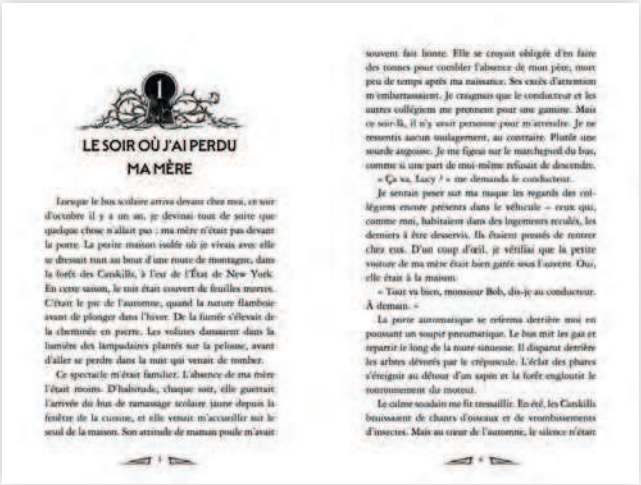 1
LE SOIR OÙ J'AI PERDU
MA MÈRE
Lorsque le bus scolaire arriva devant chez moi, ce soir
d'octobre il y a un an, je devinai tout de suite que
quelque chose n'allait pas : ma mère n'était pas devant
la porte. La petite maison isolée où je vivais avec elle
se dressait tout au bout d'une route de montagne, dans
la forêt des Catskills, à l'est de l'État de New York.
En cette saison, le toit était couvert de feuilles mortes.
C'était le pic de l'automne, quand la nature flamboie
avant de plonger dans l'hiver. De la fumée s'élevait de
la cheminée en pierre. Les volutes dansaient dans la
lumière des lampadaires plantés sur la pelouse, avant
d'aller se perdre dans la nuit qui venait de tomber.
Ce spectacle m'était familier. L'absence de ma mère
l'était moins. D'habitude, chaque soir, elle guettait
l'arrivée du bus de ramassage scolaire jaune depuis la
fenêtre de la cuisine, et elle venait m'accueillir sur le
seuil de la maison. Son attitude de maman poule m'avait
5
souvent fait honte. Elle se croyait obligée d'en faire
des tonnes pour combler l'absence de mon père, mort
peu de temps après ma naissance. Ses excès d'attention
m'embarrassaient. Je craignais que le conducteur et les
autres collégiens me prennent pour une gamine. Mais
ce soir-là, il n'y avait personne pour m'attendre. Je ne
ressentis aucun soulagement, au contraire. Plutôt une
sourde angoisse. Je me figeai sur le marchepied du bus,
comme si une part de moi-même refusait de descendre.
« Ça va, Lucy ? » me demanda le conducteur.
Je sentais peser sur ma nuque les regards des col-
légiens encore présents dans le véhicule – ceux qui,
comme moi, habitaient dans des logements reculés, les
derniers à être desservis. Ils étaient pressés de rentrer
chez eux. D'un coup d'œil, je vérifiai que la petite
voiture de ma mère était bien garée sous l'auvent. Oui,
elle était à la maison.
« Tout va bien, monsieur Bob, dis-je au conducteur.
À demain. »
La porte automatique se referma derrière moi en
poussant un soupir pneumatique. Le bus mit les gaz et
repartit le long de la route sinueuse. Il disparut derrière
les arbres dévorés par le crépuscule. L'éclat des phares
s'éteignit au détour d'un sapin et la forêt engloutit le
ronronnement du moteur.
Le calme soudain me fit tressaillir. En été, les Catskills
bruissaient de chants d'oiseaux et de vrombissements
d'insectes. Mais au cœur de l'automne, le silence n'était
6